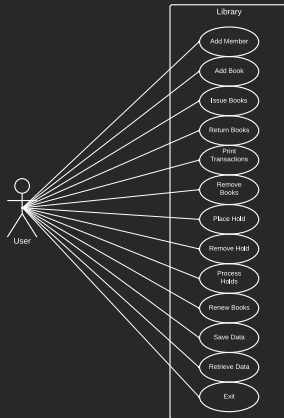 Library
Add Member
Add Book
Issue Books
Return Books
Print
Transactions
Remove
Books
Place Hold
User
Remove Hold
Process
Holds
Renew Books
Save Data
Retrieve Data
Exit